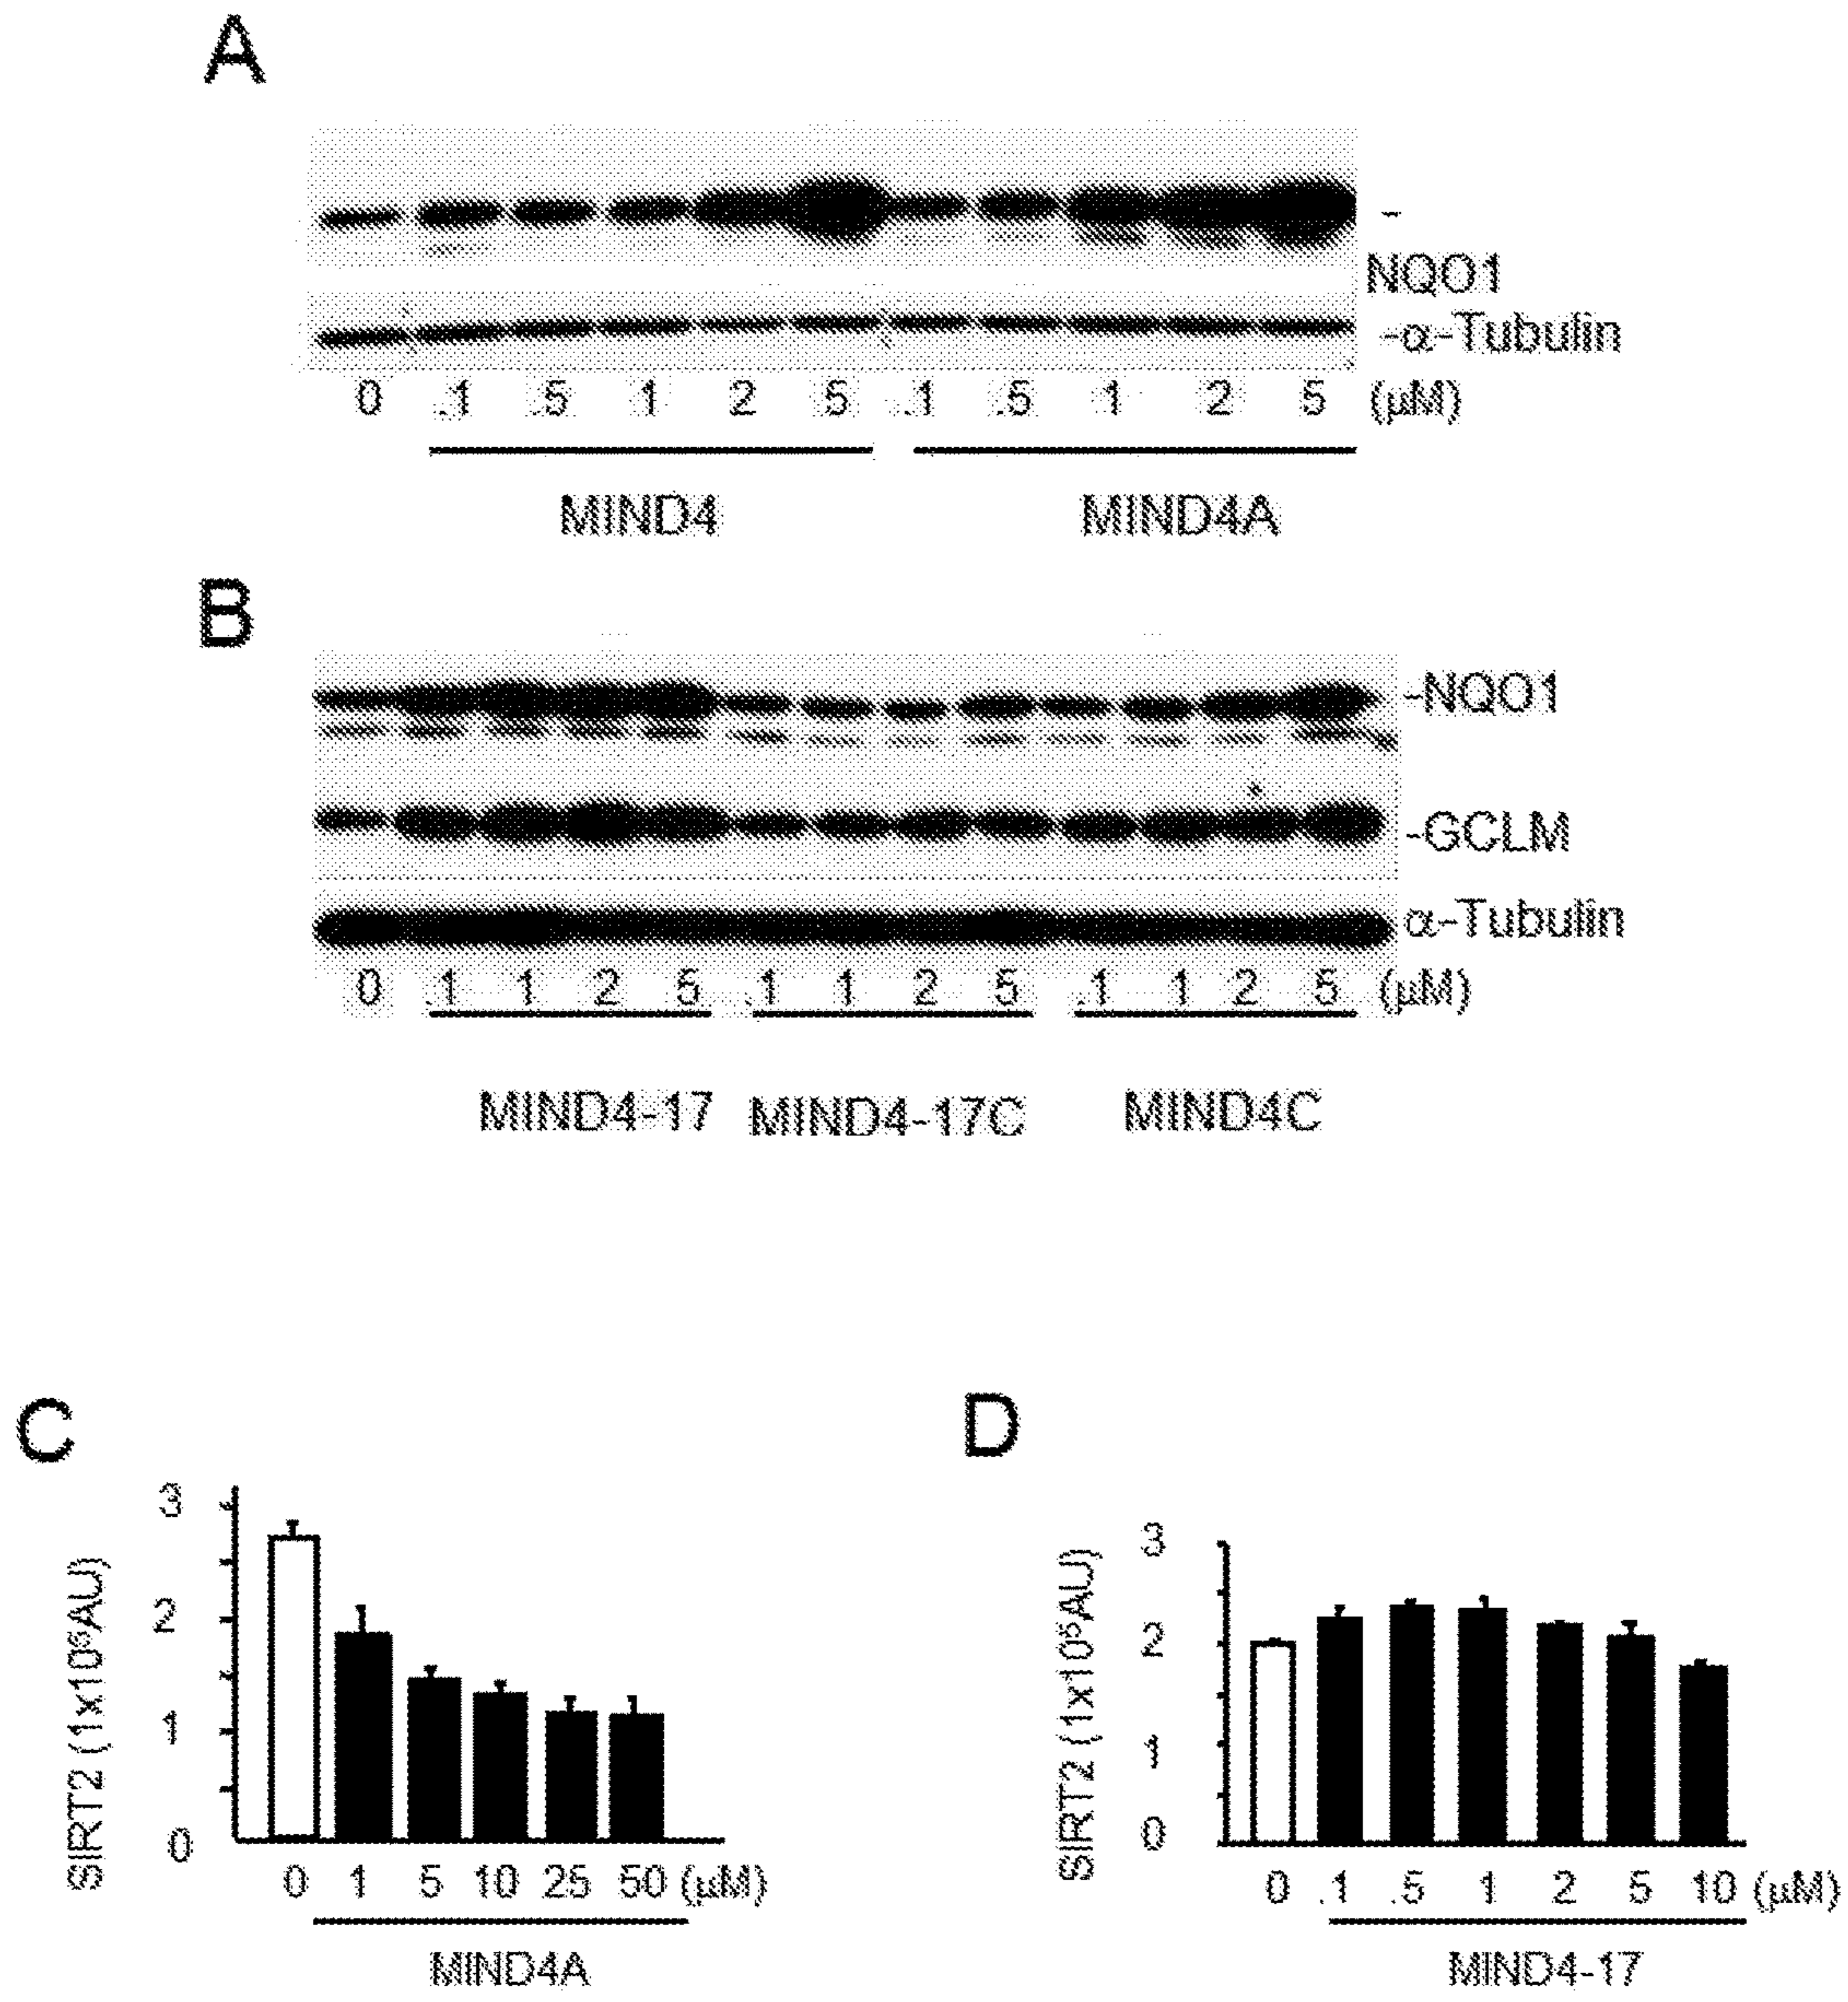 A
-
NQO1
-α-Tubulin
0 .1 .5 1 2 5 .1 .5 1 2 5 (μM)
MIND4 MIND4A
B
-NQO1
-GCLM
α-Tubulin
0 .1 1 2 5 .1 1 2 5 .1 1 2 5 (μM)
MIND4-17 MIND4-17C MIND4C
C
SIRT2 (1x10⁶AU)
3
2
1
0
0 1 5 10 25 50 (μM)
MIND4A
D
SIRT2 (1x10⁵AU)
3
2
1
0
0 .1 .5 1 2 5 10 (μM)
MIND4-17